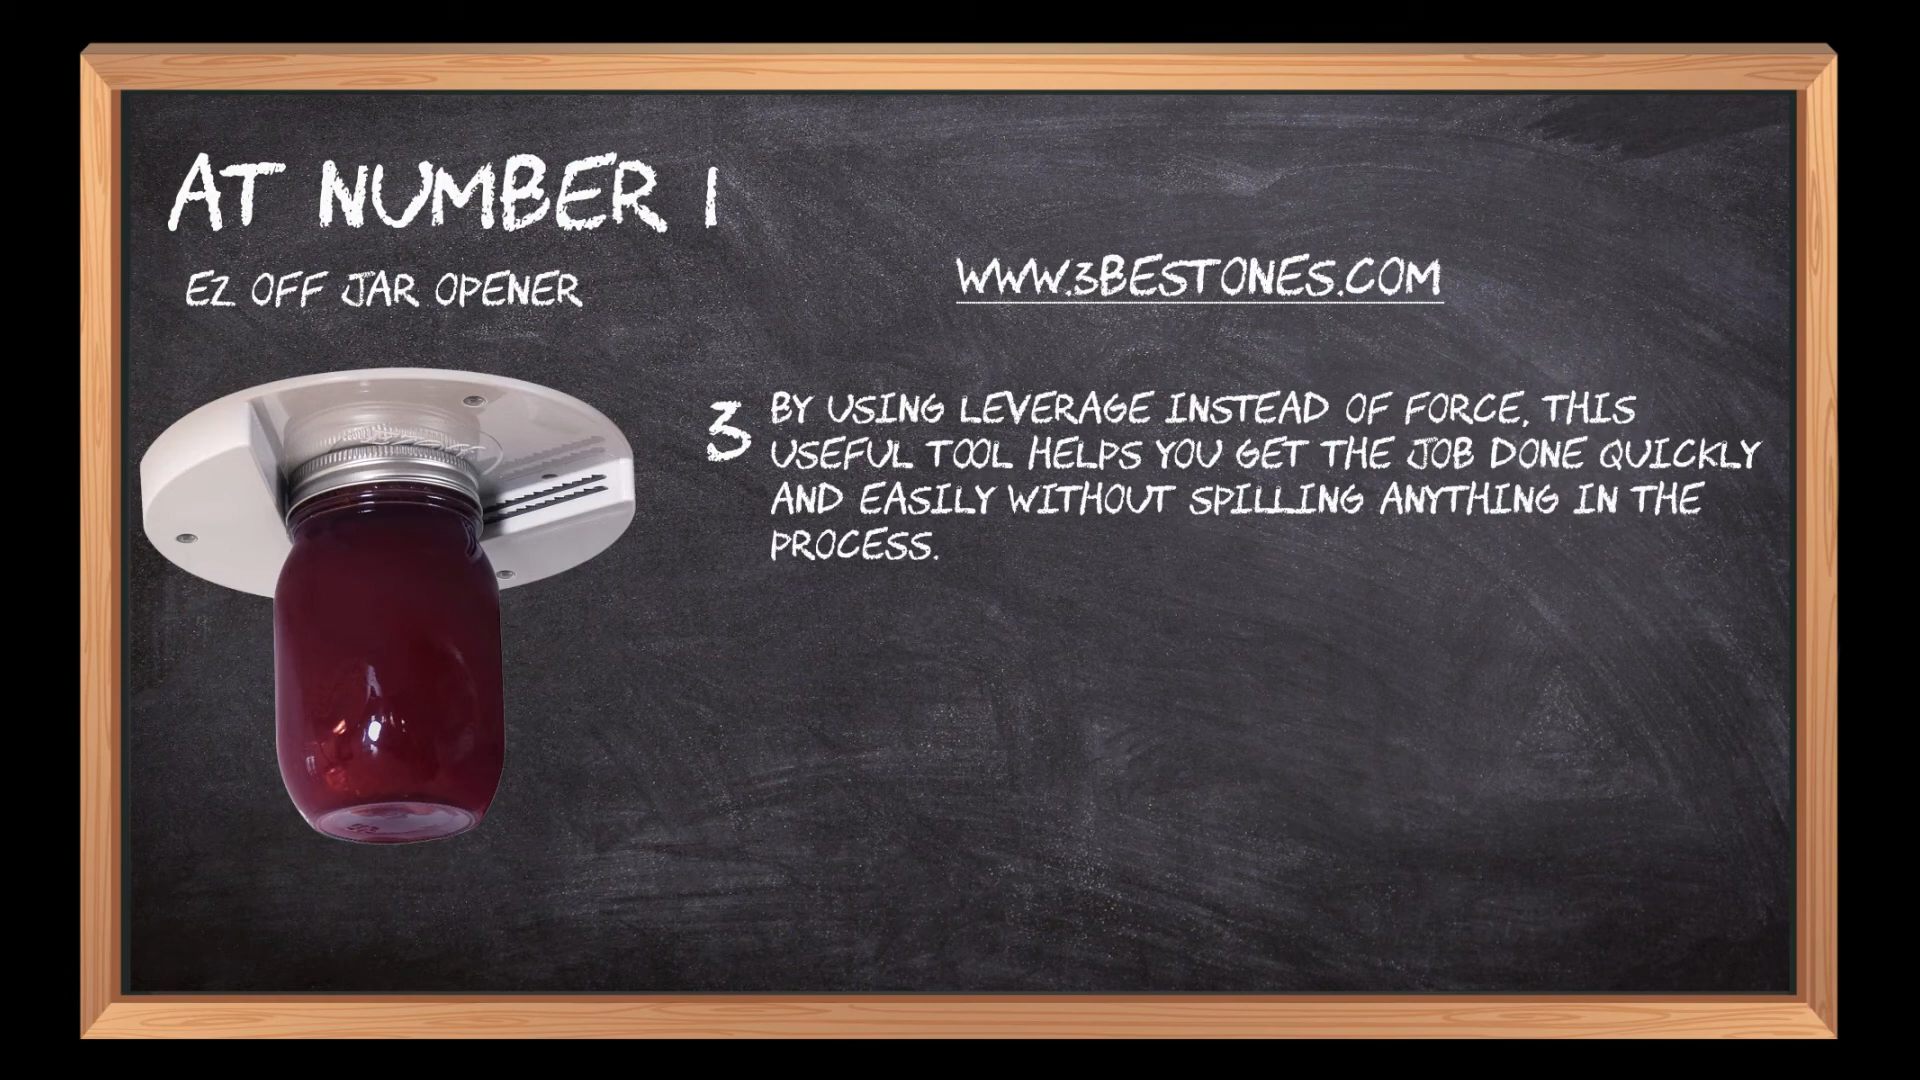 AT NUMBER 1
EZ OFF JAR OPENER
WWW.3BESTONES.COM
3 BY USING LEVERAGE INSTEAD OF FORCE, THIS
USEFUL TOOL HELPS YOU GET THE JOB DONE QUICKLY
AND EASILY WITHOUT SPILLING ANYTHING IN THE
PROCESS.